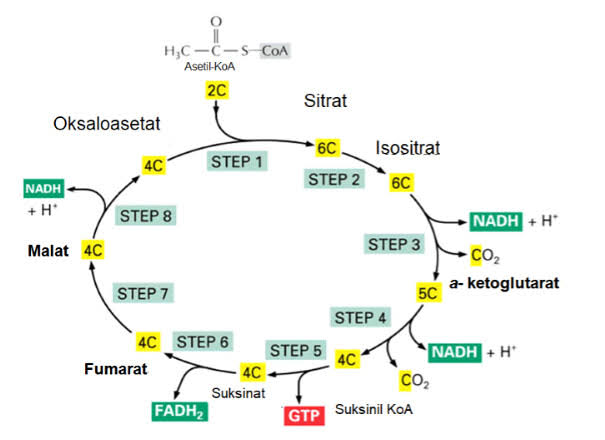 O
H₃C — C — S — CoA
Asetil-KoA
2C
Sitrat
Oksaloasetat
6C
Isositrat
4C
STEP 1
STEP 2
6C
NADH
+ H⁺
STEP 8
NADH + H⁺
STEP 3
CO₂
Malat 4C
a- ketoglutarat
5C
STEP 7
STEP 4
4C
STEP 6
STEP 5
4C
NADH + H⁺
Fumarat
4C
CO₂
Suksinat
FADH₂
GTP
Suksinil KoA